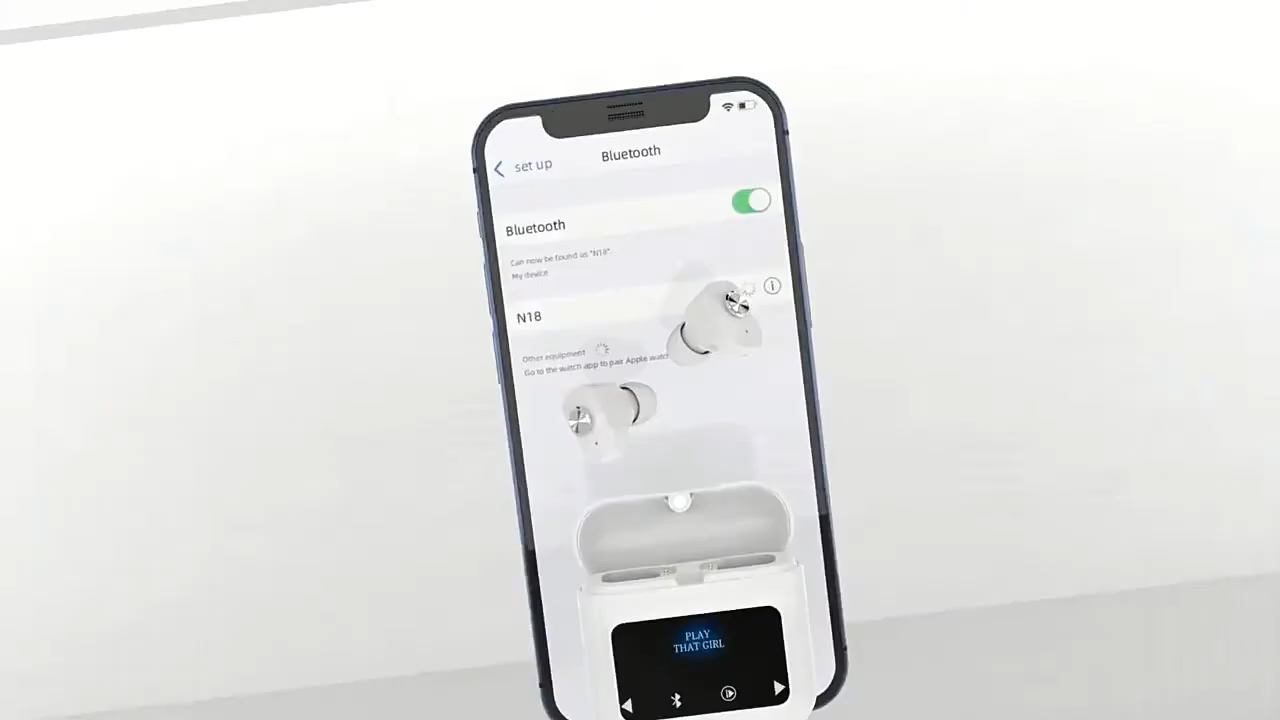 set up
Bluetooth
Bluetooth
Can now be found us "N18".
My device
N18
Other equipment
Go to the watch app to pair Apple watch
PLAY
THAT GIRL